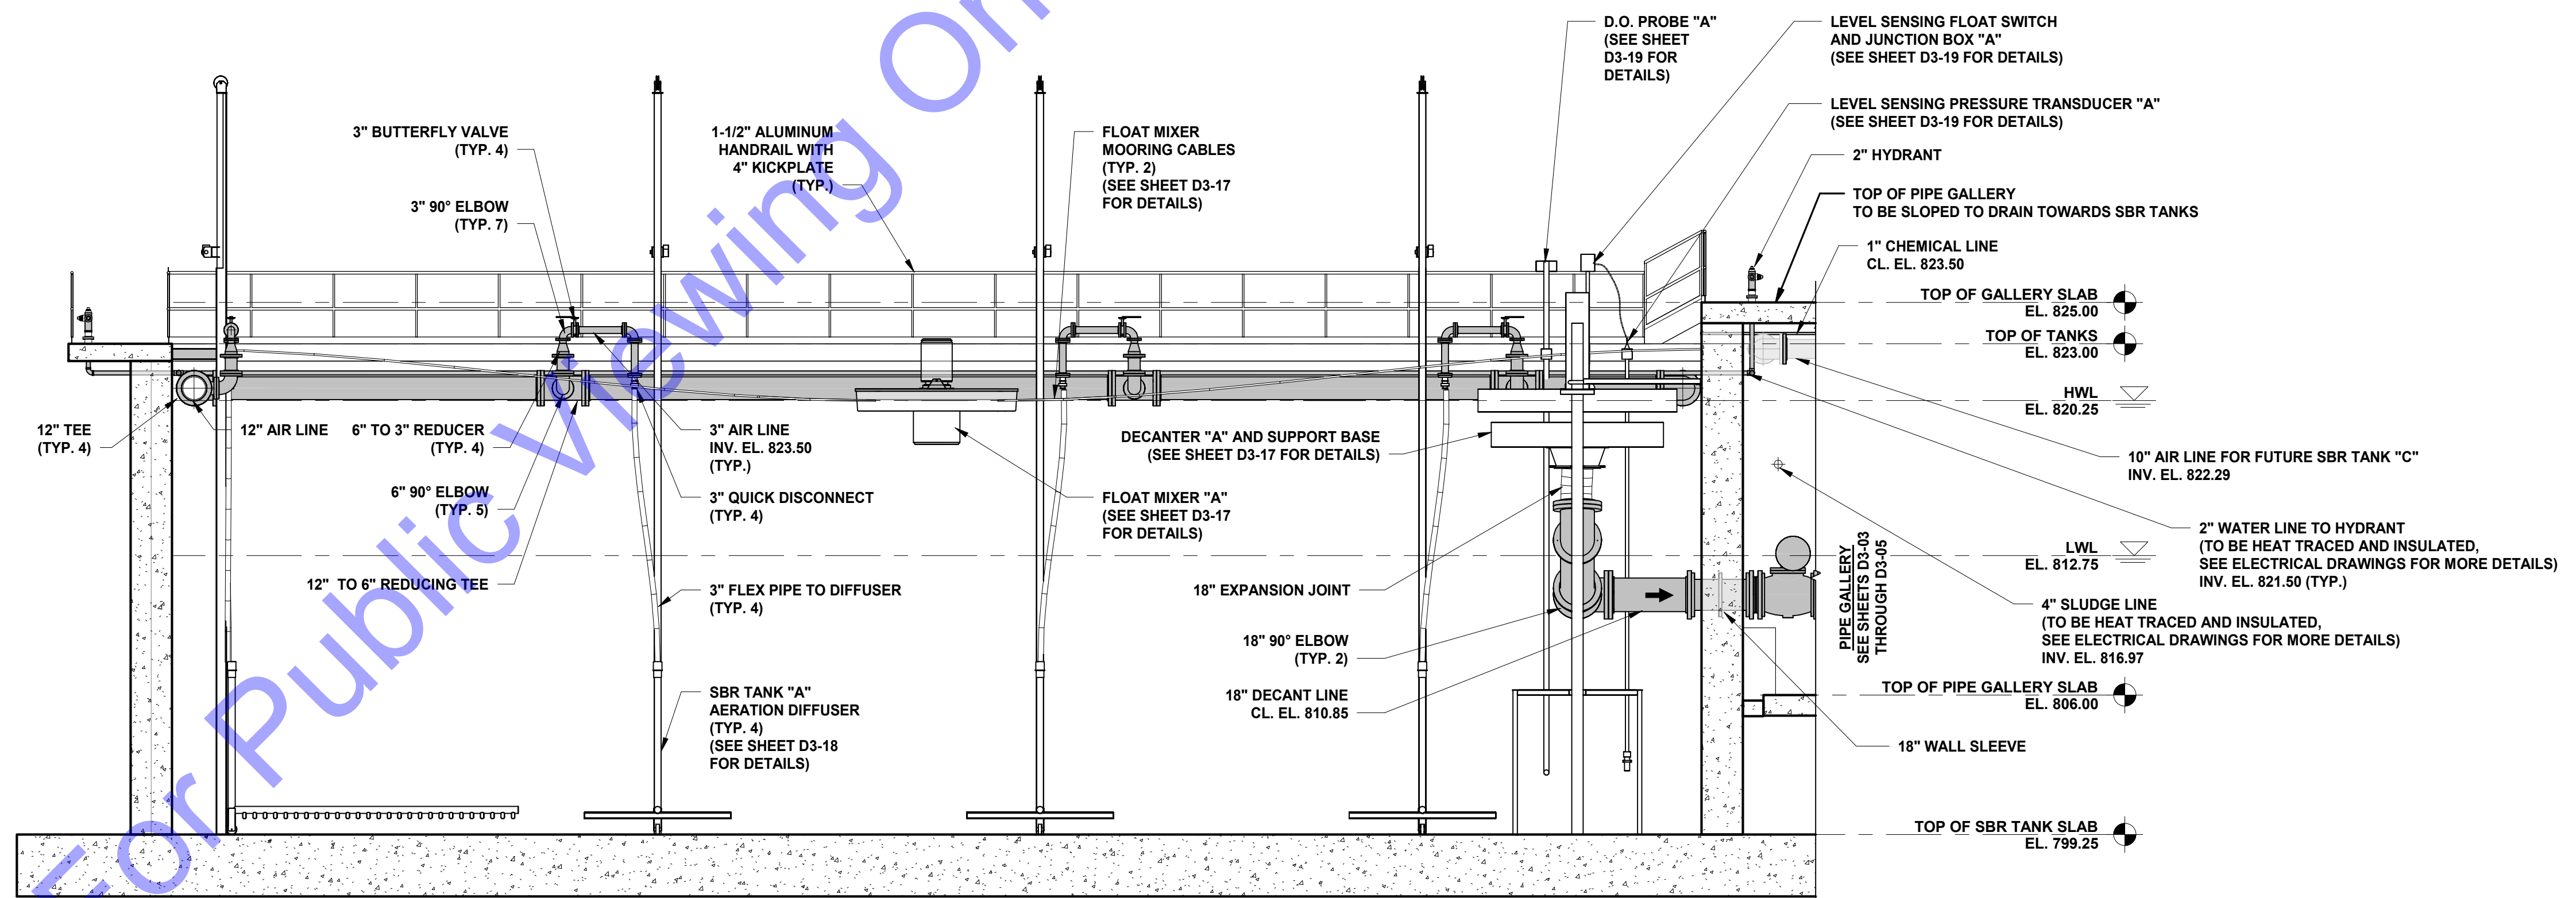 D.O. PROBE "A"
(SEE SHEET
D3-19 FOR
DETAILS)
LEVEL SENSING FLOAT SWITCH
AND JUNCTION BOX "A"
(SEE SHEET D3-19 FOR DETAILS)
LEVEL SENSING PRESSURE TRANSDUCER "A"
(SEE SHEET D3-19 FOR DETAILS)
3" BUTTERFLY VALVE
(TYP. 4)
1-1/2" ALUMINUM
HANDRAIL WITH
4" KICKPLATE
(TYP.)
FLOAT MIXER
MOORING CABLES
(TYP. 2)
(SEE SHEET D3-17
FOR DETAILS)
2" HYDRANT
TOP OF PIPE GALLERY
TO BE SLOPED TO DRAIN TOWARDS SBR TANKS
3" 90° ELBOW
(TYP. 7)
1" CHEMICAL LINE
CL. EL. 823.50
TOP OF GALLERY SLAB
EL. 825.00
TOP OF TANKS
EL. 823.00
HWL
EL. 820.25
12" TEE
(TYP. 4)
12" AIR LINE
6" TO 3" REDUCER
(TYP. 4)
3" AIR LINE
INV. EL. 823.50
(TYP.)
DECANTER "A" AND SUPPORT BASE
(SEE SHEET D3-17 FOR DETAILS)
10" AIR LINE FOR FUTURE SBR TANK "C"
INV. EL. 822.29
6" 90° ELBOW
(TYP. 5)
3" QUICK DISCONNECT
(TYP. 4)
FLOAT MIXER "A"
(SEE SHEET D3-17
FOR DETAILS)
2" WATER LINE TO HYDRANT
(TO BE HEAT TRACED AND INSULATED,
SEE ELECTRICAL DRAWINGS FOR MORE DETAILS)
INV. EL. 821.50 (TYP.)
LWL
EL. 812.75
12" TO 6" REDUCING TEE
3" FLEX PIPE TO DIFFUSER
(TYP. 4)
18" EXPANSION JOINT
PIPE GALLERY
SEE SHEETS D3-03
THROUGH D3-05
4" SLUDGE LINE
(TO BE HEAT TRACED AND INSULATED,
SEE ELECTRICAL DRAWINGS FOR MORE DETAILS)
INV. EL. 816.97
18" 90° ELBOW
(TYP. 2)
SBR TANK "A"
AERATION DIFFUSER
(TYP. 4)
(SEE SHEET D3-18
FOR DETAILS)
18" DECANT LINE
CL. EL. 810.85
TOP OF PIPE GALLERY SLAB
EL. 806.00
18" WALL SLEEVE
TOP OF SBR TANK SLAB
EL. 799.25
For Public Viewing On